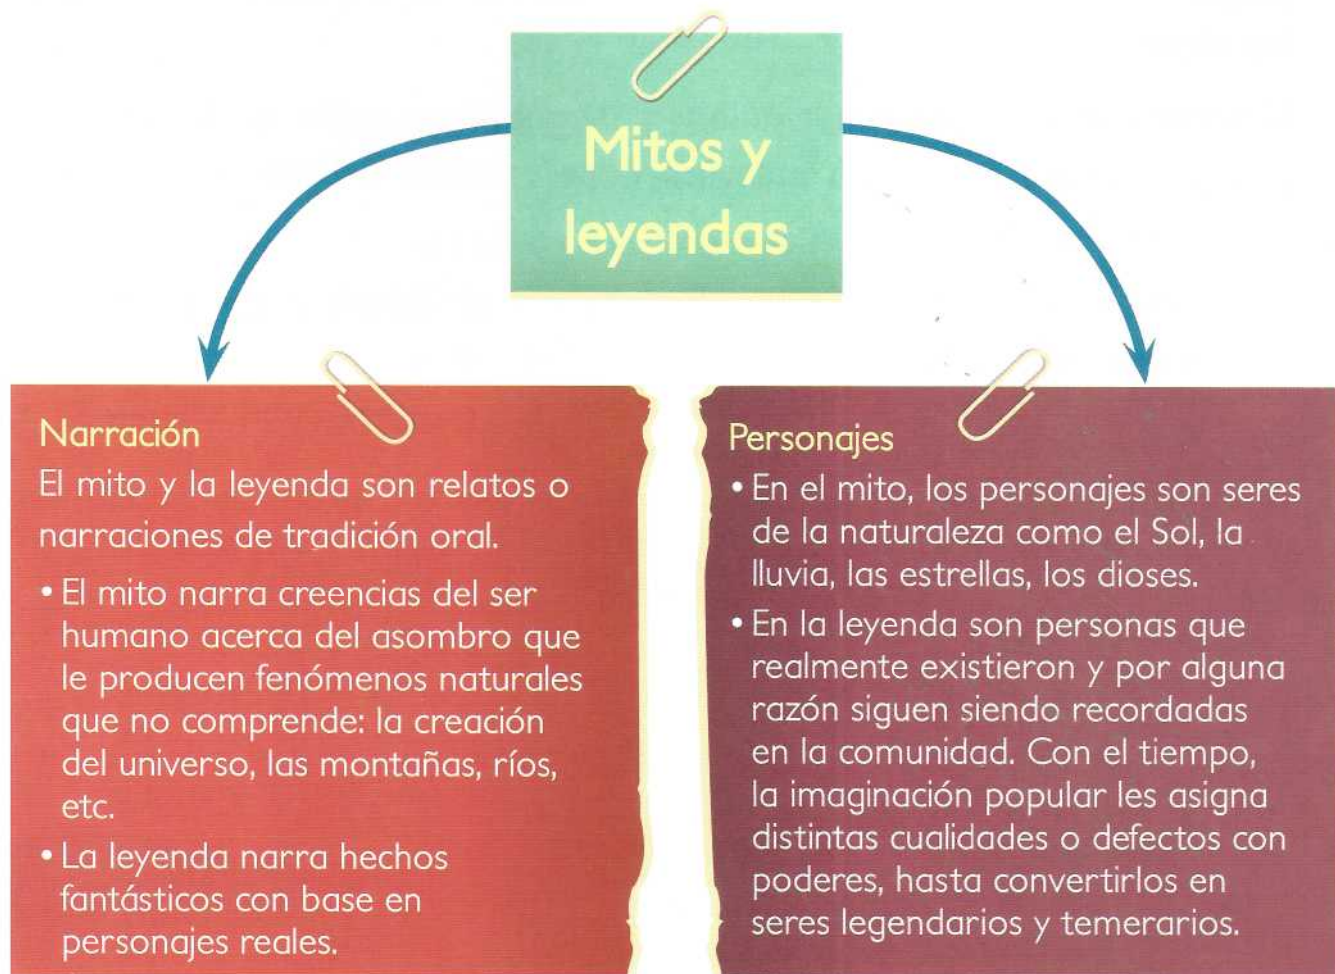 Mitos y
leyendas
Narración
El mito y la leyenda son relatos o
narraciones de tradición oral.
• El mito narra creencias del ser
humano acerca del asombro que
le producen fenómenos naturales
que no comprende: la creación
del universo, las montañas, ríos,
etc.
• La leyenda narra hechos
fantásticos con base en
personajes reales.
Personajes
• En el mito, los personajes son seres
de la naturaleza como el Sol, la
lluvia, las estrellas, los dioses.
• En la leyenda son personas que
realmente existieron y por alguna
razón siguen siendo recordadas
en la comunidad. Con el tiempo,
la imaginación popular les asigna
distintas cualidades o defectos con
poderes, hasta convertirlos en
seres legendarios y temerarios.